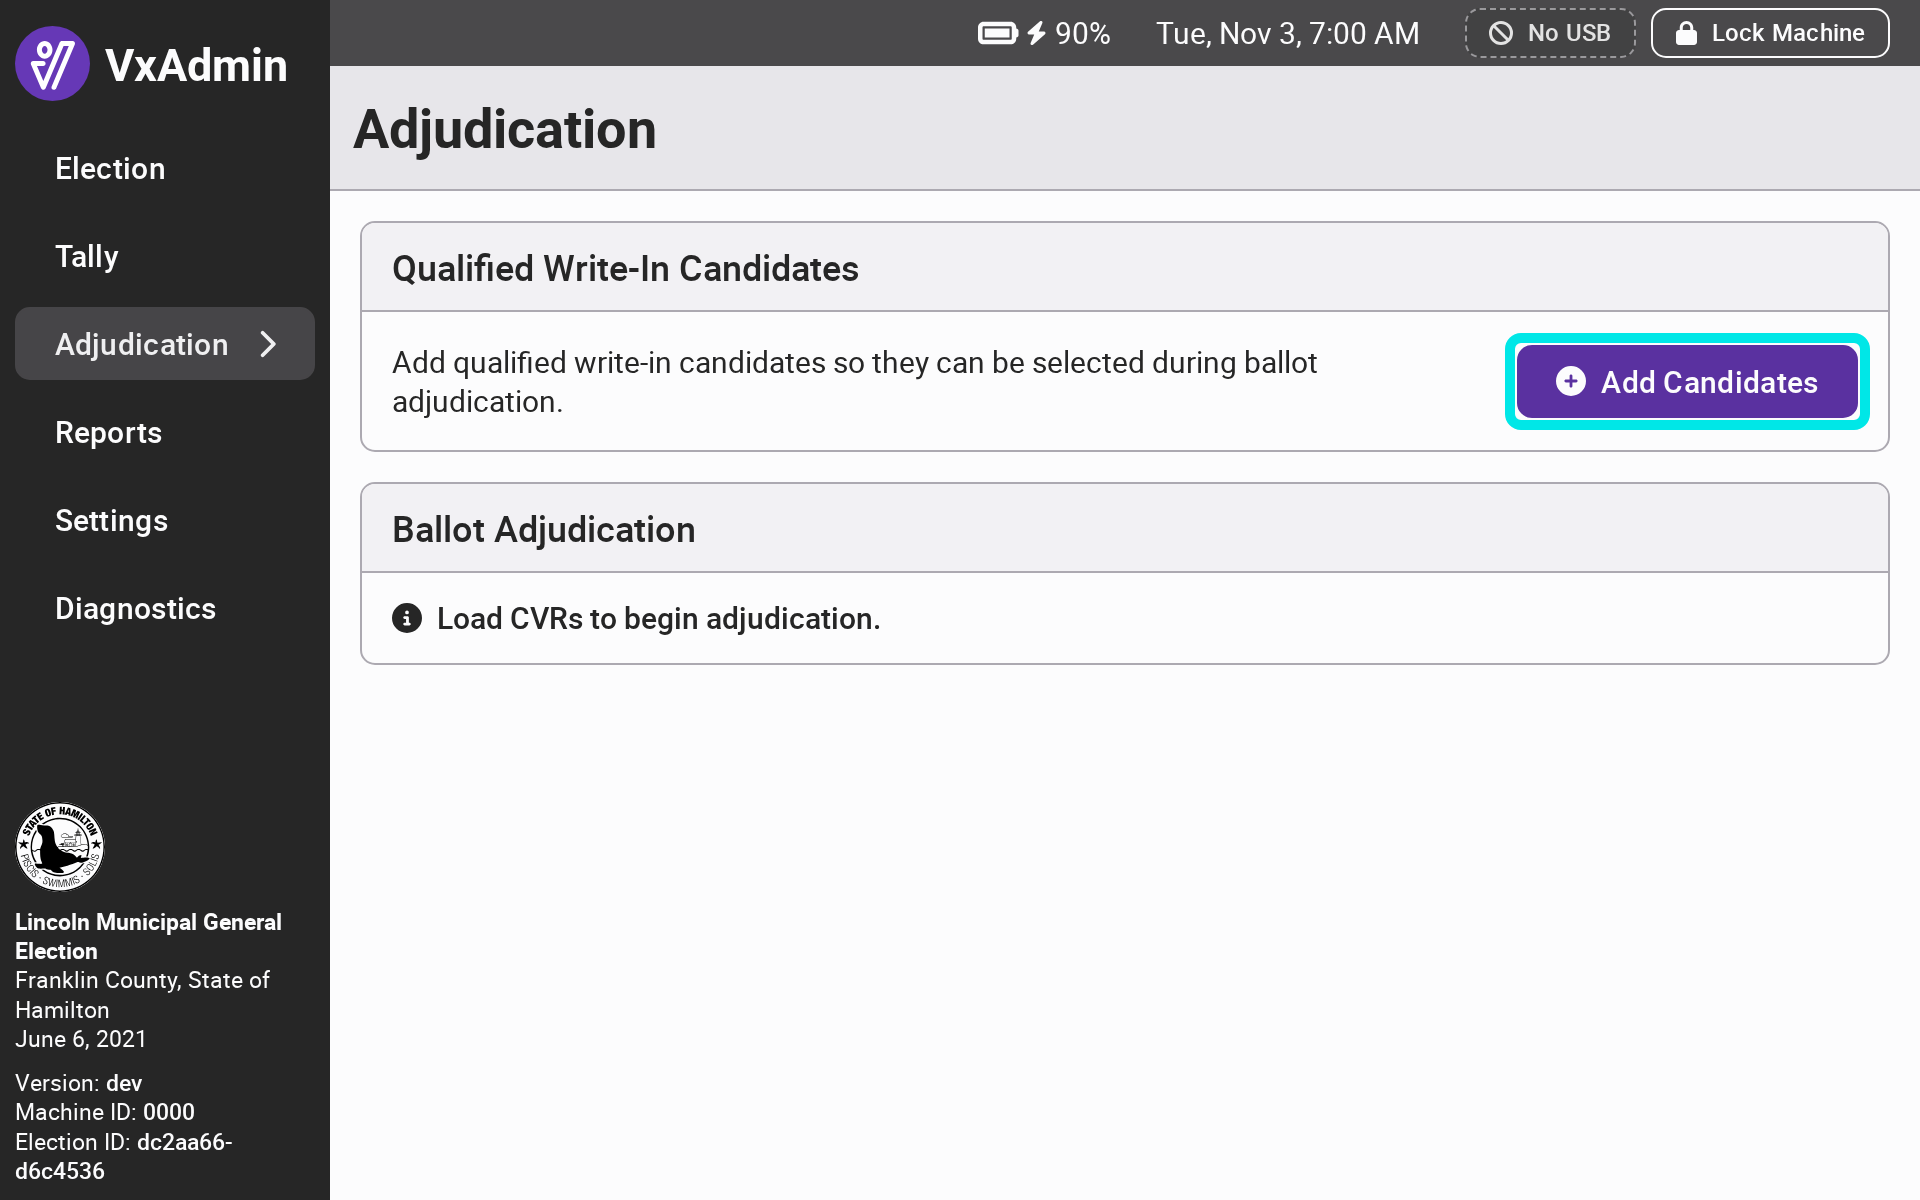 VxAdmin
90%
Tue, Nov 3, 7:00 AM
No USB
Lock Machine
Election
Tally
Adjudication
Reports
Settings
Diagnostics
Adjudication
Qualified Write-In Candidates
Add qualified write-in candidates so they can be selected during ballot
adjudication.
Add Candidates
Ballot Adjudication
Load CVRs to begin adjudication.
STATE OF HAMILTON
PISCIS · SWIMMIS · SOLIS
Lincoln Municipal General
Election
Franklin County, State of
Hamilton
June 6, 2021
Version: dev
Machine ID: 0000
Election ID: dc2aa66-
d6c4536